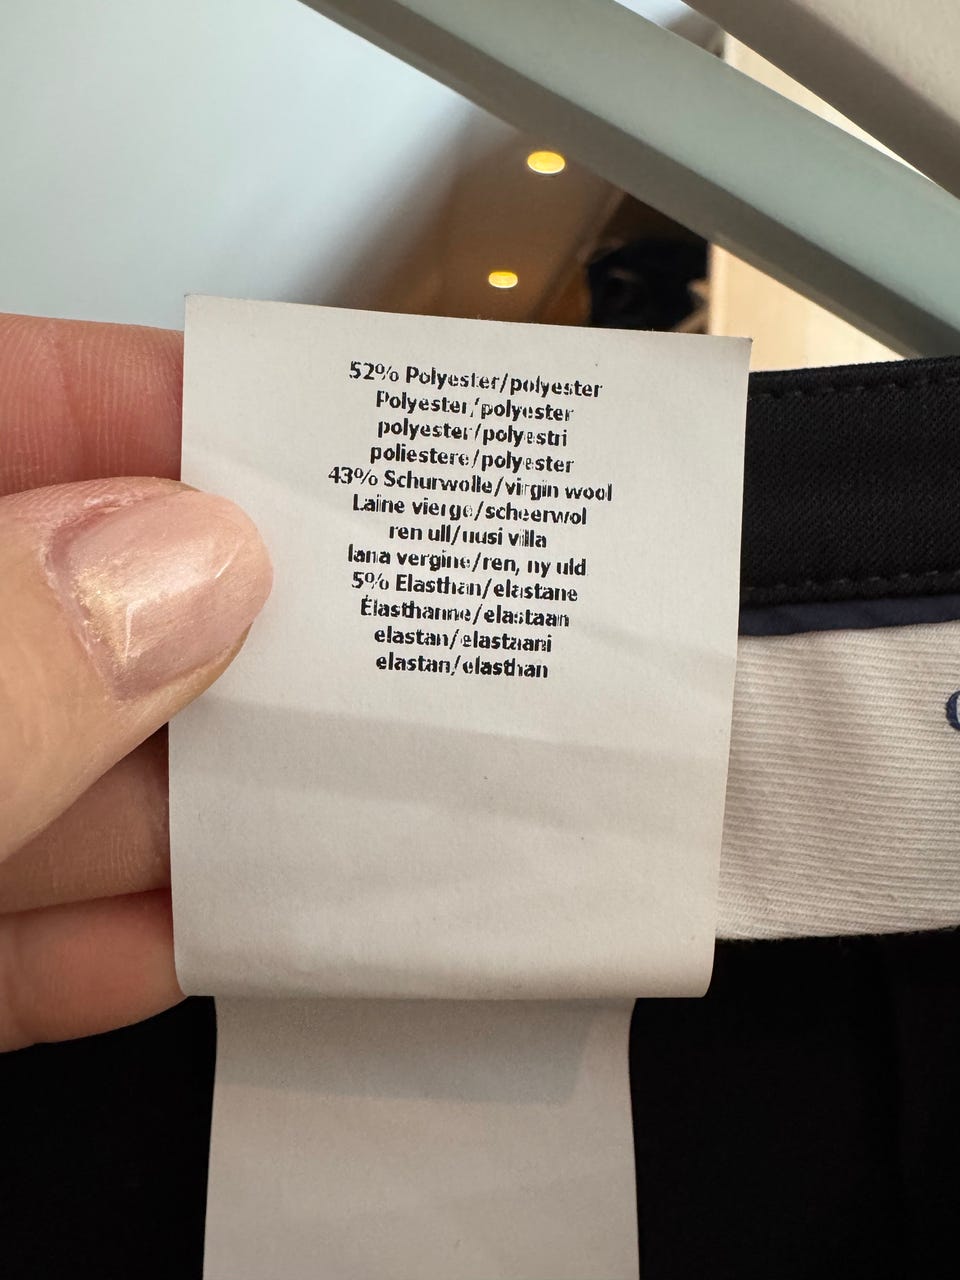 52% Polyester/polyester
Polyester/polyester
polyester/polyestri
poliestere/polyester
43% Schurwolle/virgin wool
Laine vierge/scheerwol
ren ull/uusi villa
lana vergine/ren, ny uld
5% Elasthan/elastane
Élasthanne/elastaan
elastan/elastaani
elastan/elasthan